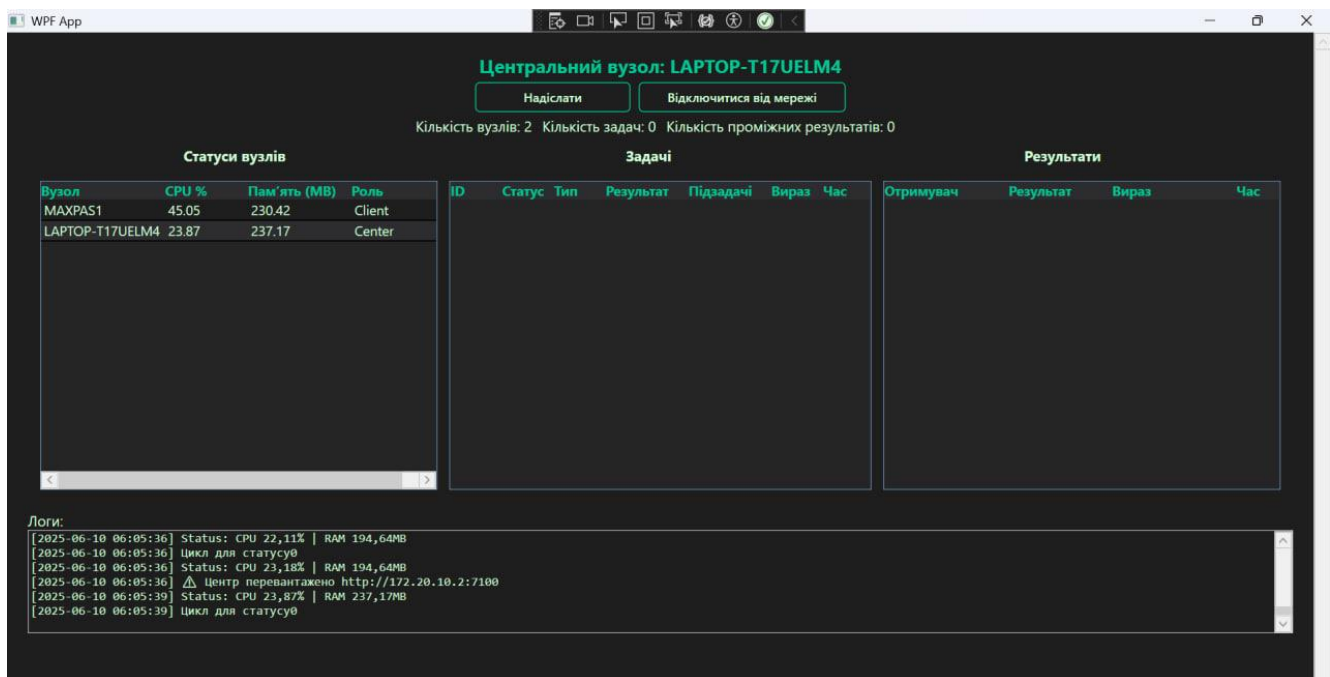 WPF App
Центральний вузол: LAPTOP-T17UELM4
Надіслати Відключитися від мережі
Кількість вузлів: 2 Кількість задач: 0 Кількість проміжних результатів: 0
Статуси вузлів
Вузол CPU % Пам'ять (MB) Роль
MAXPAS1 45.05 230.42 Client
LAPTOP-T17UELM4 23.87 237.17 Center
Задачі
ID Статус Тип Результат Підзадачі Вираз Час
Результати
Отримувач Результат Вираз Час
Логи:
[2025-06-10 06:05:36] Status: CPU 22,11% | RAM 194,64MB
[2025-06-10 06:05:36] Цикл для статусу0
[2025-06-10 06:05:36] Status: CPU 23,18% | RAM 194,64MB
[2025-06-10 06:05:36] ⚠ Центр перевантажено http://172.20.10.2:7100
[2025-06-10 06:05:39] Status: CPU 23,87% | RAM 237,17MB
[2025-06-10 06:05:39] Цикл для статусу0